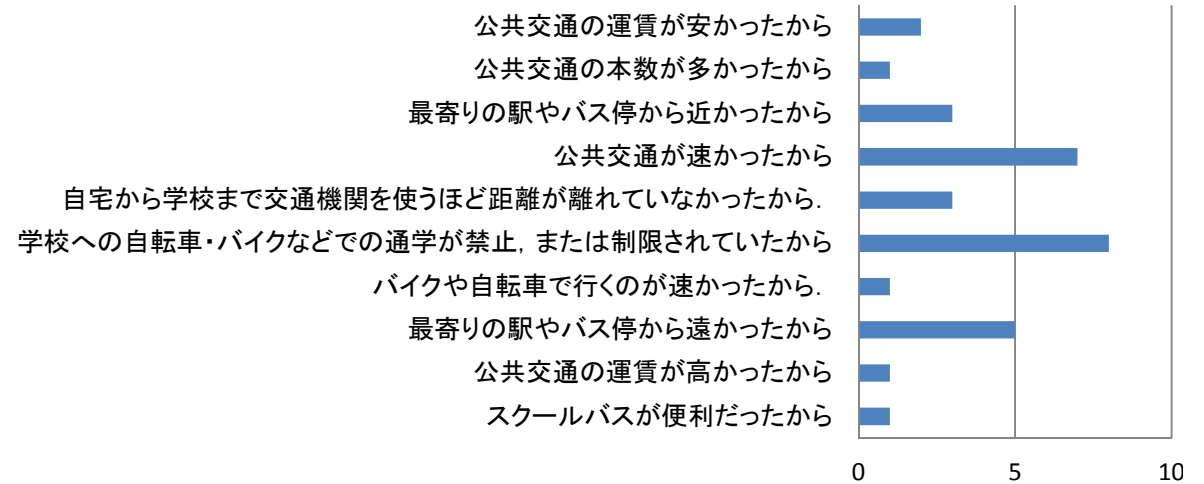 公共交通の運賃が安かったから
公共交通の本数が多かったから
最寄りの駅やバス停から近かったから
公共交通が速かったから
自宅から学校まで交通機関を使うほど距離が離れていなかったから．
学校への自転車・バイクなどでの通学が禁止，または制限されていたから
バイクや自転車で行くのが速かったから．
最寄りの駅やバス停から遠かったから
公共交通の運賃が高かったから
スクールバスが便利だったから
0 5 10